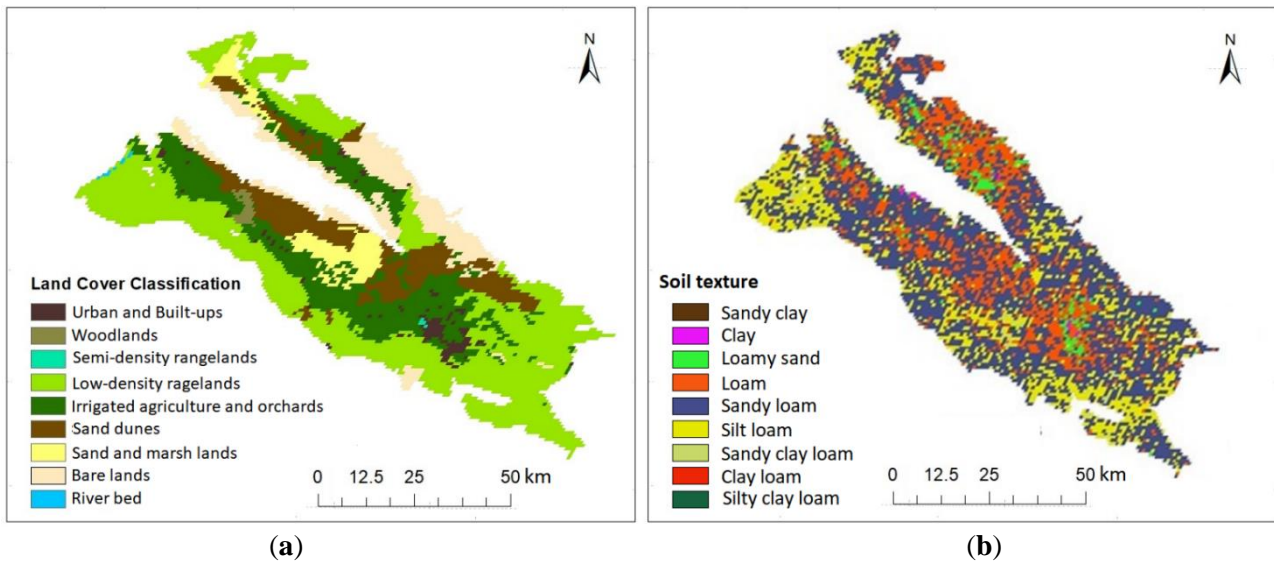 N
Land Cover Classification
Urban and Built-ups
Woodlands
Semi-density rangelands
Low-density ragelands
Irrigated agriculture and orchards
Sand dunes
Sand and marsh lands
Bare lands
River bed
0 12.5 25 50 km
(a)
N
Soil texture
Sandy clay
Clay
Loamy sand
Loam
Sandy loam
Silt loam
Sandy clay loam
Clay loam
Silty clay loam
0 12.5 25 50 km
(b)